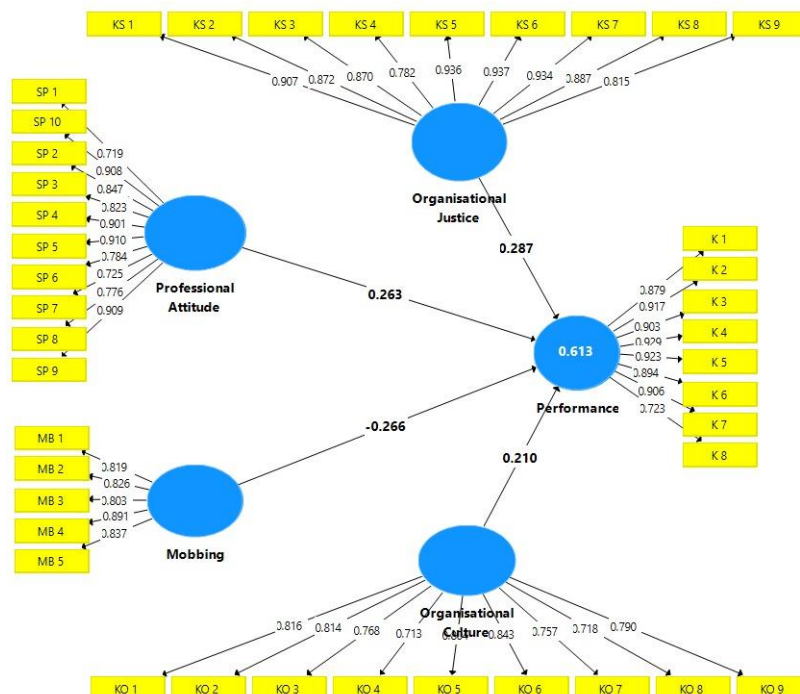 KS 1 KS 2 KS 3 KS 4 KS 5 KS 6 KS 7 KS 8 KS 9
0.907 0.872 0.870 0.782 0.936 0.937 0.934 0.887 0.815
Organisational
Justice
SP 1
SP 10
SP 2
SP 3
SP 4
SP 5
SP 6
SP 7
SP 8
SP 9
0.719
0.908
0.847
0.823
0.901
0.910
0.784
0.725
0.776
0.909
Professional
Attitude
0.287
0.263
K 1
K 2
K 3
K 4
K 5
K 6
K 7
K 8
0.879
0.917
0.903
0.929
0.923
0.894
0.906
0.723
0.613
Performance
-0.266
0.210
MB 1
MB 2
MB 3
MB 4
MB 5
0.819
0.826
0.803
0.891
0.837
Mobbing
Organisational
Culture
0.816 0.814 0.768 0.713 0.843 0.757 0.718 0.790
KO 1 KO 2 KO 3 KO 4 KO 5 KO 6 KO 7 KO 8 KO 9